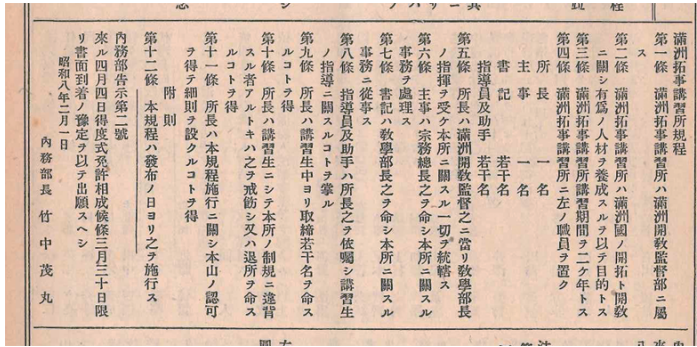 滿洲拓事講習所規程
第一條　滿洲拓事講習所ハ滿洲開敎監督部ニ屬
ス
第二條　滿洲拓事講習所ハ滿洲國ノ開拓ト開敎
ニ關シ有爲ノ人材ヲ養成スルヲ以テ目的トス
第三條　滿洲拓事講習所講習期間ヲ二ケ年トス
第四條　滿洲拓事講習所ニ左ノ職員ヲ置ク
所長　一名
主事　一名
書記　若干名
指導員及助手　若干名
第五條　所長ハ滿洲開敎監督之ニ當リ敎學部長
ノ指揮ヲ受ケ本所ニ關スル一切ヲ統轄ス
第六條　主事ハ宗務總長之ヲ命シ本所ニ關スル
事務ヲ處理ス
第七條　書記ハ敎學部長之ヲ命シ本所ニ關スル
事務ニ從事ス
第八條　指導員及助手ハ所長之ヲ依囑シ講習生
ノ指導ニ關スルコトヲ掌ル
第九條　所長ハ講習生中ヨリ取締若干名ヲ命ス
ルコトヲ得
第十條　所長ハ講習生ニシテ本所ノ制規ニ違背
スル者アルトキハ之ヲ戒飭シ又ハ退所ヲ命ス
ルコトヲ得
第十一條　所長ハ本規程施行ニ關シ本山ノ認可
ヲ得テ細則ヲ設クルコトヲ得
附則
第十二條　本規程ハ發布ノ日ヨリ之ヲ施行ス
內務部吿示第二號
來ル四月四日得度式免許相成候條三月三十日限
リ書面到着ノ豫定ヲ以テ出願スヘシ
昭和八年二月一日
內務部長　竹中茂丸